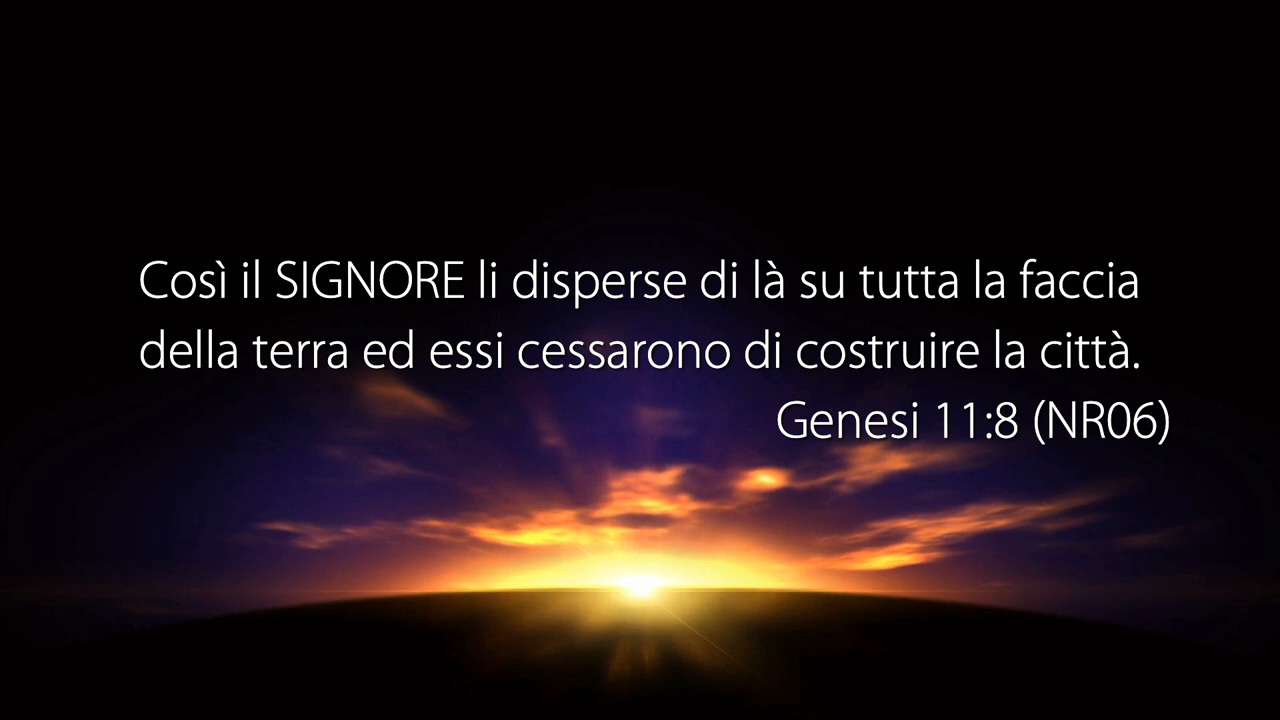 Così il SIGNORE li disperse di là su tutta la faccia
della terra ed essi cessarono di costruire la città.
Genesi 11:8 (NR06)